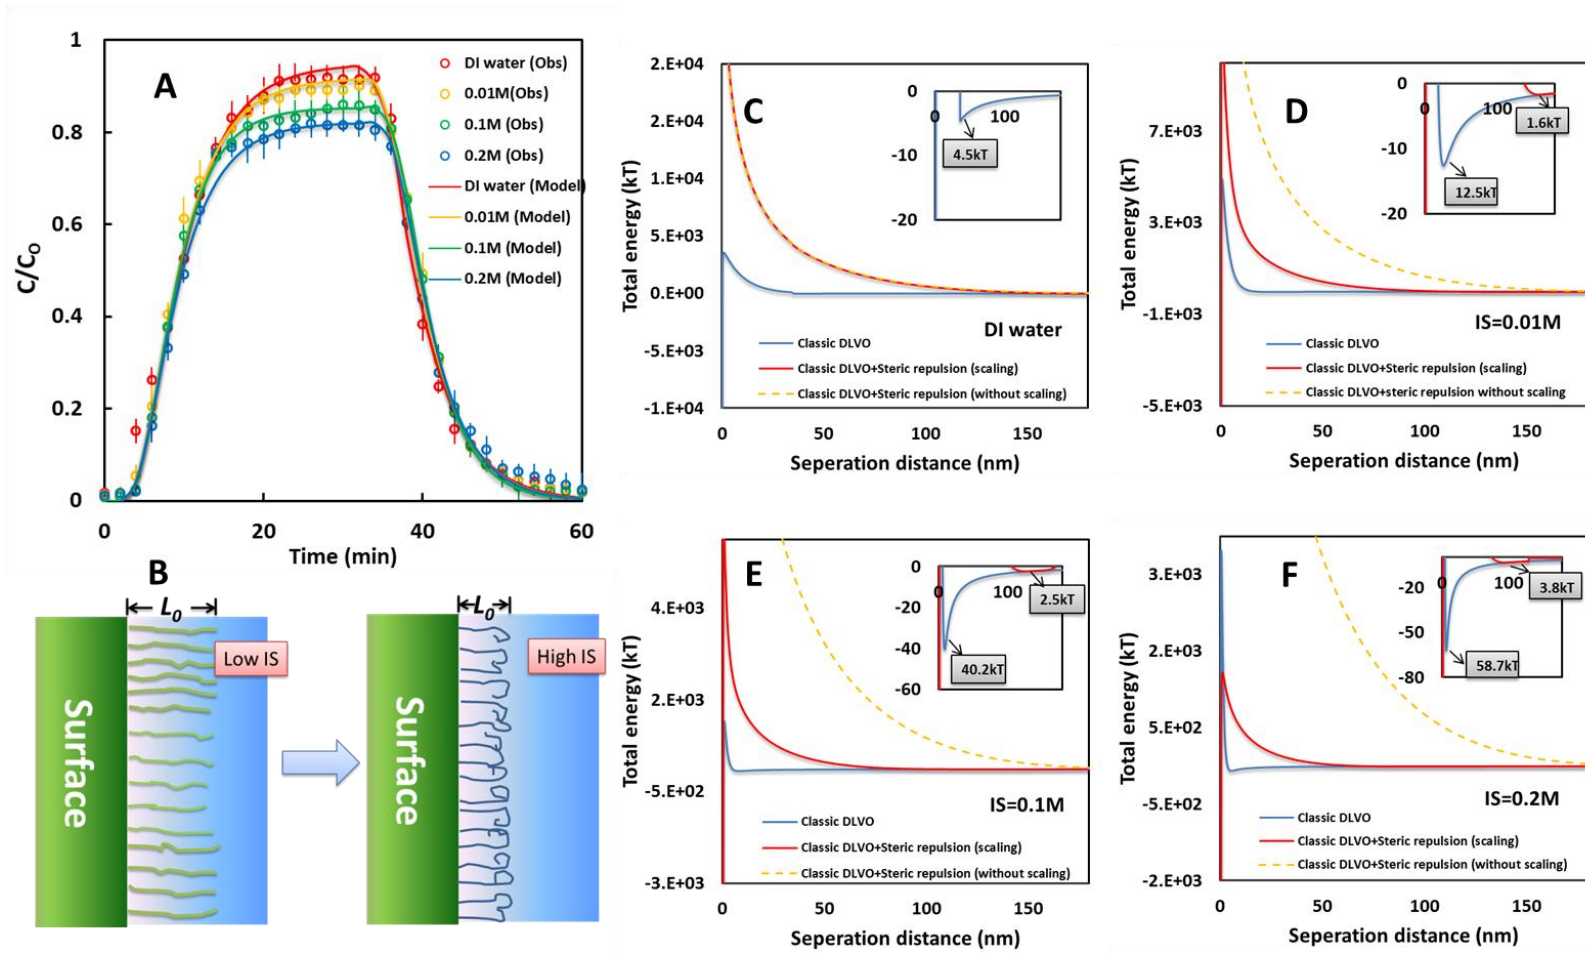 A
1
0.8
0.6
0.4
0.2
0
C/C₀
0
20
40
60
Time (min)
DI water (Obs)
0.01M(Obs)
0.1M (Obs)
0.2M (Obs)
DI water (Model)
0.01M (Model)
0.1M (Model)
0.2M (Model)
B
L₀
Surface
Low IS
L₀
Surface
High IS
C
2.E+04
2.E+04
1.E+04
5.E+03
0.E+00
-5.E+03
-1.E+04
Total energy (kT)
0
0
100
-10
-20
4.5kT
DI water
Classic DLVO
Classic DLVO+Steric repulsion (scaling)
Classic DLVO+Steric repulsion (without scaling)
0
50
100
150
Seperation distance (nm)
D
7.E+03
3.E+03
-1.E+03
-5.E+03
Total energy (kT)
0
0
100
-10
-20
1.6kT
12.5kT
IS=0.01M
Classic DLVO
Classic DLVO+Steric repulsion (scaling)
Classic DLVO+steric repulsion without scaling
0
50
100
150
Seperation distance (nm)
E
4.E+03
2.E+03
-5.E+02
-3.E+03
Total energy (kT)
0
0
100
-20
-40
-60
2.5kT
40.2kT
IS=0.1M
Classic DLVO
Classic DLVO+Steric repulsion (scaling)
Classic DLVO+Steric repulsion (without scaling)
0
50
100
150
Seperation distance (nm)
F
3.E+03
2.E+03
5.E+02
-5.E+02
-2.E+03
Total energy (kT)
0
100
-20
-50
-80
3.8kT
58.7kT
IS=0.2M
Classic DLVO
Classic DLVO+Steric repulsion (scaling)
Classic DLVO+Steric repulsion (without scaling)
0
50
100
150
Seperation distance (nm)